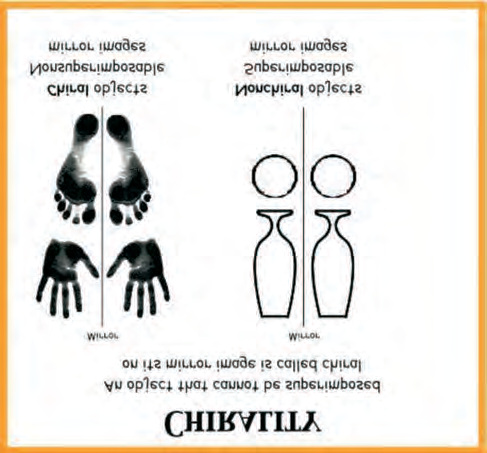 CHIRALITY
An object that cannot be superimposed
on its mirror image is called chiral
Mirror
Mirror
Chiral objects
Nonsuperimposable
mirror images
Nonchiral objects
Superimposable
mirror images